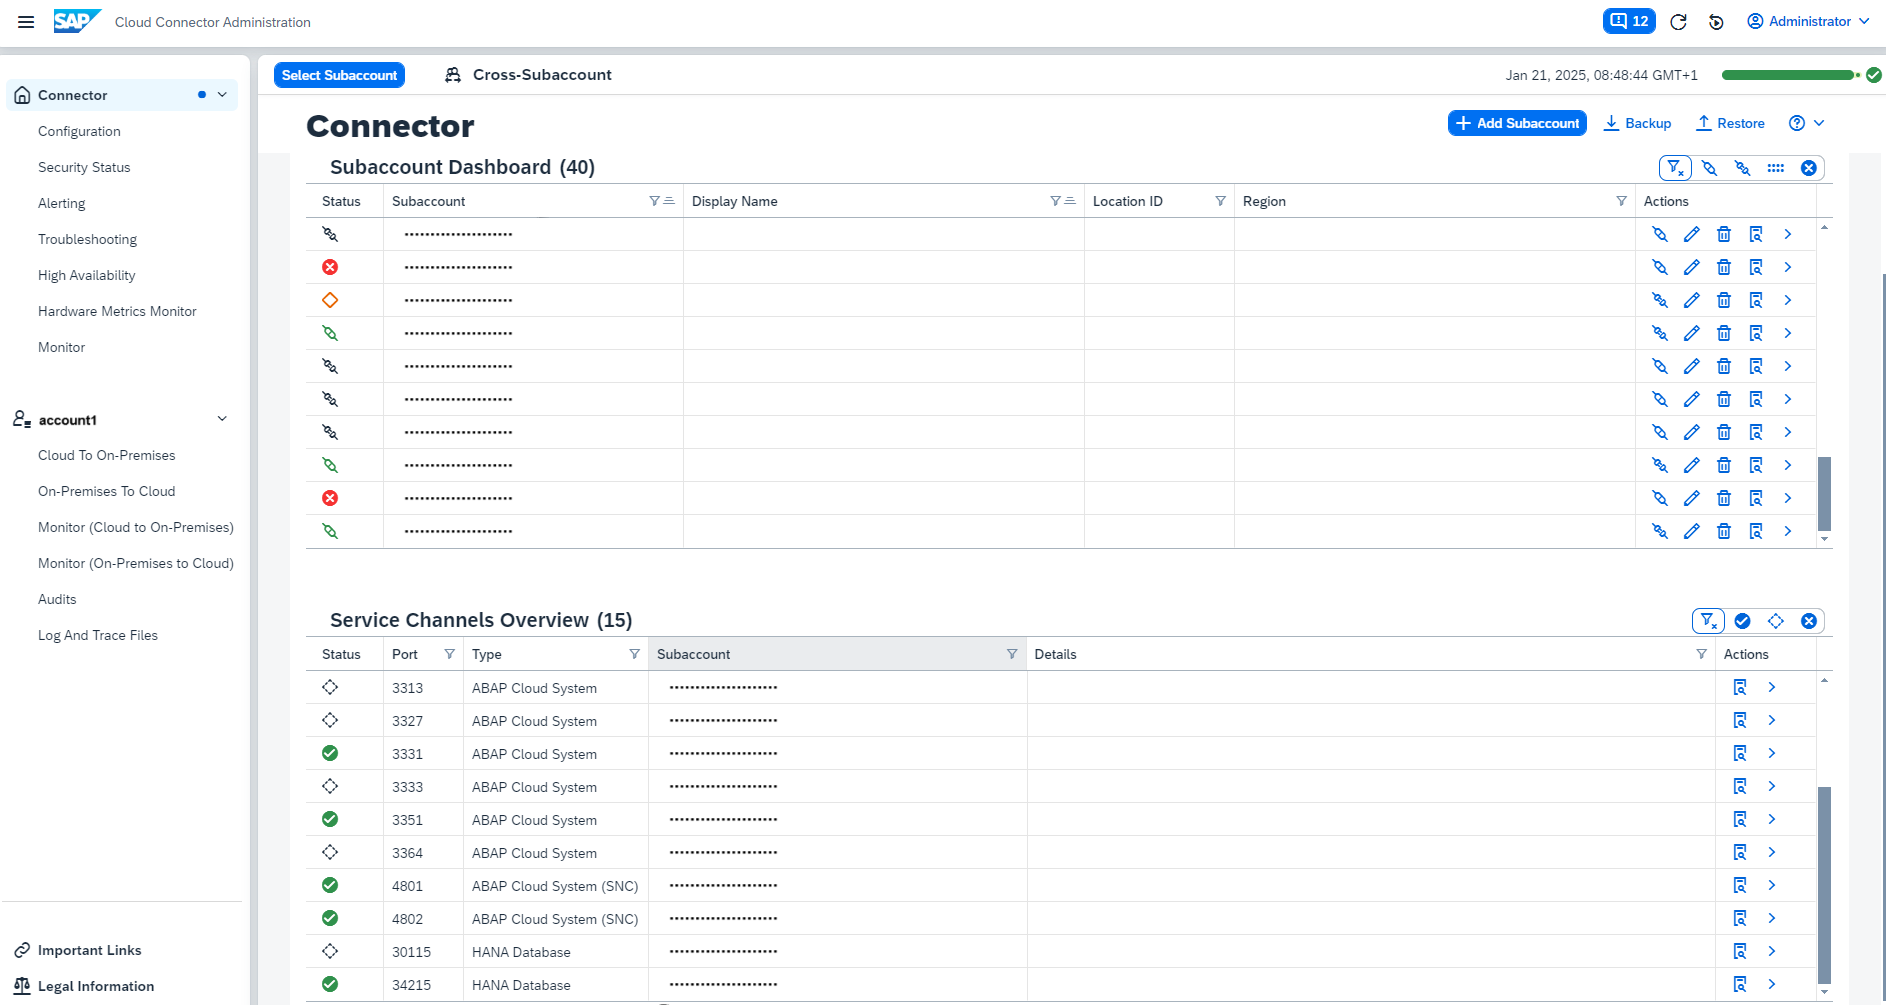 SAP Cloud Connector Administration 12 Administrator
Select Subaccount Cross-Subaccount Jan 21, 2025, 08:48:44 GMT+1
Connector
Configuration
Security Status
Alerting
Troubleshooting
High Availability
Hardware Metrics Monitor
Monitor
account1
Cloud To On-Premises
On-Premises To Cloud
Monitor (Cloud to On-Premises)
Monitor (On-Premises to Cloud)
Audits
Log And Trace Files
Important Links
Legal Information
Connector Add Subaccount Backup Restore
Subaccount Dashboard (40)
Status Subaccount Display Name Location ID Region Actions
Service Channels Overview (15)
Status Port Type Subaccount Details Actions
3313 ABAP Cloud System
3327 ABAP Cloud System
3331 ABAP Cloud System
3333 ABAP Cloud System
3351 ABAP Cloud System
3364 ABAP Cloud System
4801 ABAP Cloud System (SNC)
4802 ABAP Cloud System (SNC)
30115 HANA Database
34215 HANA Database